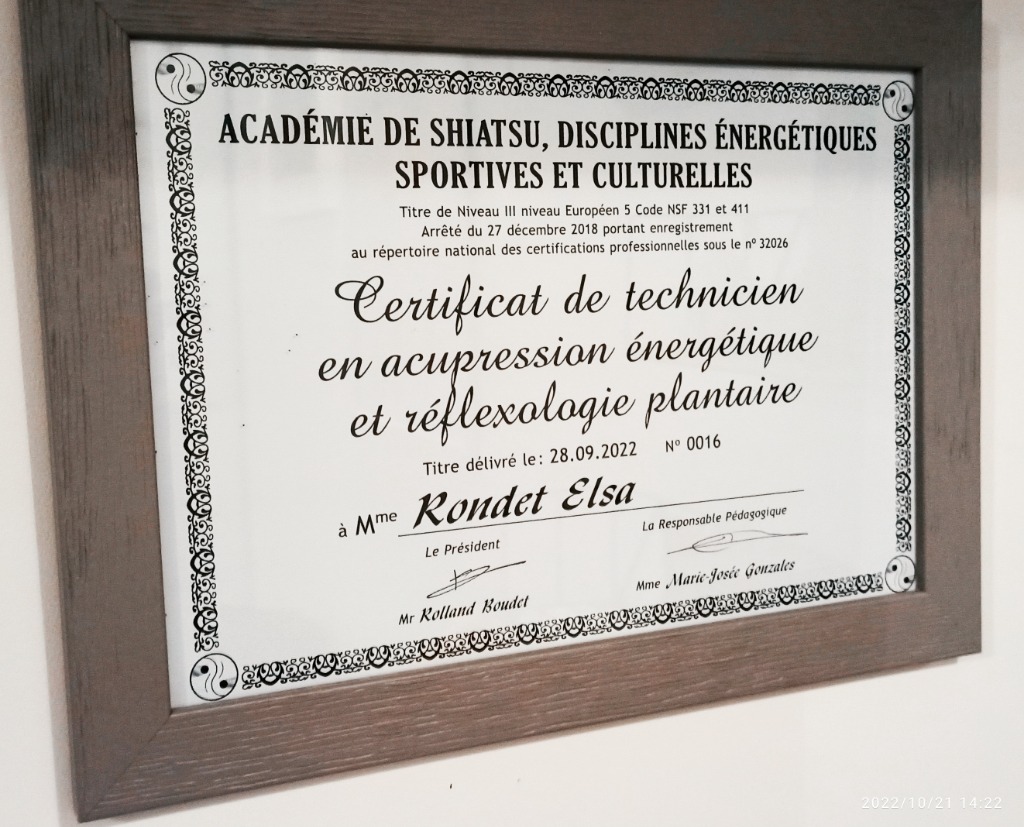 ACADÉMIE DE SHIATSU, DISCIPLINES ÉNERGÉTIQUES
SPORTIVES ET CULTURELLES
Titre de Niveau III niveau Européen 5 Code NSF 331 et 411
Arrêté du 27 décembre 2018 portant enregistrement
au répertoire national des certifications professionnelles sous le nº 32026
Certificat de technicien
en acupression énergétique
et réflexologie plantaire
Titre délivré le : 28.09.2022 Nº 0016
à Mme Rondet Elsa
Le Président La Responsable Pédagogique
Mr Rolland Boudet Mme Marie-Josée Gonzales
2022/10/21 14:22